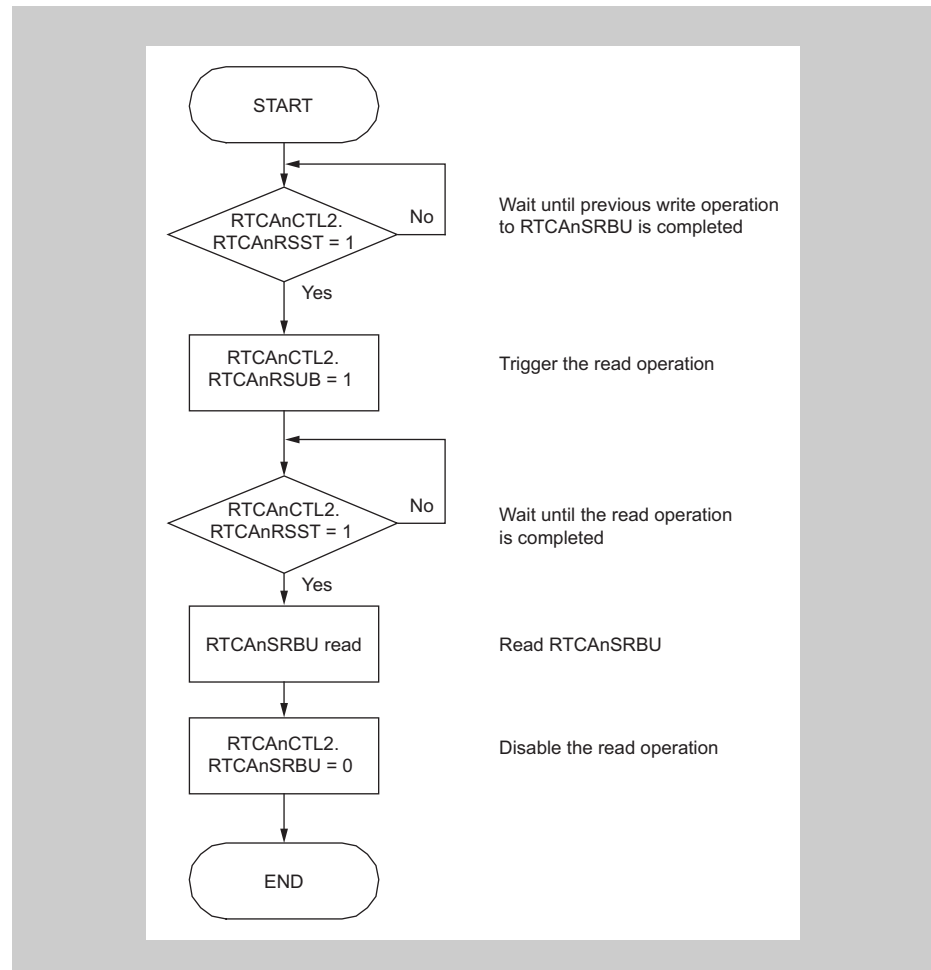 START
RTCAnCTL2.
RTCAnRSST = 1
No
Wait until previous write operation
to RTCAnSRBU is completed
Yes
RTCAnCTL2.
RTCAnRSUB = 1
Trigger the read operation
RTCAnCTL2.
RTCAnRSST = 1
No
Wait until the read operation
is completed
Yes
RTCAnSRBU read
Read RTCAnSRBU
RTCAnCTL2.
RTCAnSRBU = 0
Disable the read operation
END